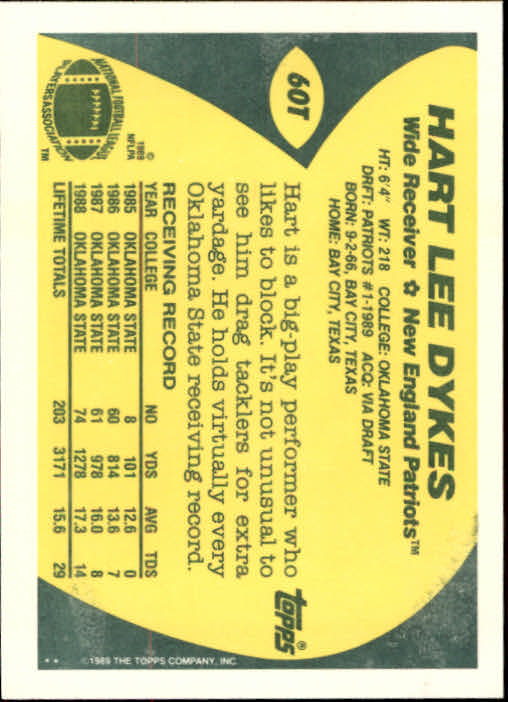 60T
HART LEE DYKES
Wide Receiver ✿ New England Patriots™
HT: 6'4" WT: 218 COLLEGE: OKLAHOMA STATE
DRFT: PATRIOTS #1-1989 ACQ: VIA DRAFT
BORN: 9-2-66, BAY CITY, TEXAS
HOME: BAY CITY, TEXAS
Hart is a big-play performer who
likes to block. It's not unusual to
see him drag tacklers for extra
yardage. He holds virtually every
Oklahoma State receiving record.
topps®
NATIONAL FOOTBALL LEAGUE
PLAYERS ASSOCIATION
TM
©
1989
NFLPA
RECEIVING RECORD
YEAR COLLEGE NO YDS AVG TDS
1985 OKLAHOMA STATE 8 101 12.6 0
1986 OKLAHOMA STATE 60 814 13.6 7
1987 OKLAHOMA STATE 61 978 16.0 8
1988 OKLAHOMA STATE 74 1278 17.3 14
LIFETIME TOTALS 203 3171 15.6 29
** ©1989 THE TOPPS COMPANY, INC.